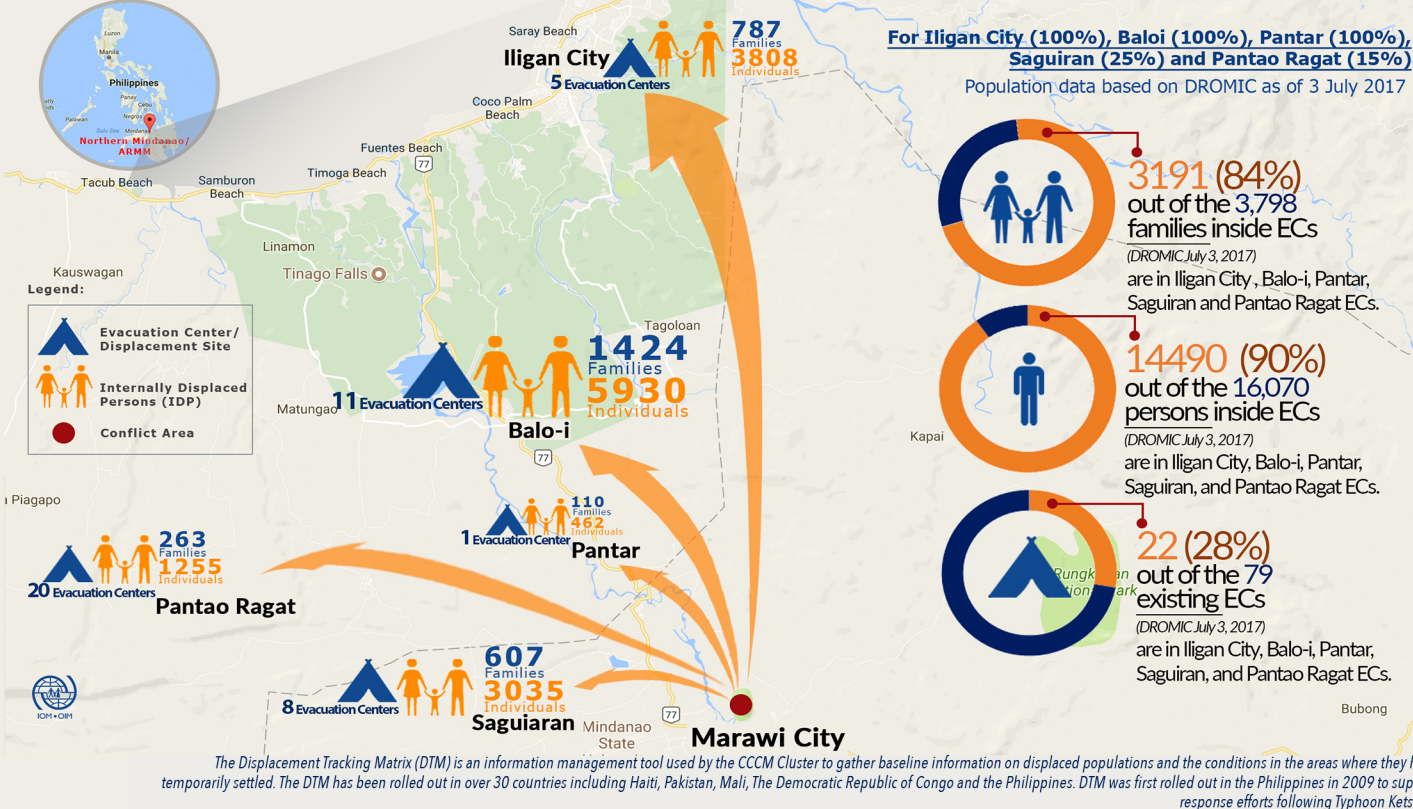 Luzon
Manila
Philippines
Panay
Cebu
Negros
Palawan
Sulu Sea
Mindanao
Northern Mindanao/
ARMM
Tacub Beach
Samburon
Beach
Timoga Beach
Fuentes Beach
77
Coco Palm
Beach
Saray Beach
Iligan City
5 Evacuation Centers
787
Families
3808
Individuals
Linamon
Tinago Falls
Kauswagan
Legend:
Evacuation Center/
Displacement Site
Internally Displaced
Persons (IDP)
Conflict Area
Tagoloan
Matungao
11 Evacuation Centers
1424
Families
5930
Individuals
Balo-i
77
a Piagapo
110
Families
462
Individuals
1 Evacuation Center
Pantar
263
Families
1255
Individuals
20 Evacuation Centers
Pantao Ragat
607
Families
3035
Individuals
8 Evacuation Centers
Saguiaran
77
Mindanao
State
Marawi City
IOM • OIM
Kapai
Bubong
For Iligan City (100%), Baloi (100%), Pantar (100%),
Saguiran (25%) and Pantao Ragat (15%)
Population data based on DROMIC as of 3 July 2017
3191 (84%)
out of the 3,798
families inside ECs
(DROMIC July 3, 2017)
are in Iligan City , Balo-i, Pantar,
Saguiran and Pantao Ragat ECs.
14490 (90%)
out of the 16,070
persons inside ECs
(DROMIC July 3, 2017)
are in Iligan City, Balo-i, Pantar,
Saguiran, and Pantao Ragat ECs.
22 (28%)
out of the 79
existing ECs
(DROMIC July 3, 2017)
are in Iligan City, Balo-i, Pantar,
Saguiran, and Pantao Ragat ECs.
The Displacement Tracking Matrix (DTM) is an information management tool used by the CCCM Cluster to gather baseline information on displaced populations and the conditions in the areas where they
temporarily settled. The DTM has been rolled out in over 30 countries including Haiti, Pakistan, Mali, The Democratic Republic of Congo and the Philippines. DTM was first rolled out in the Philippines in 2009 to
response efforts following Typhoon